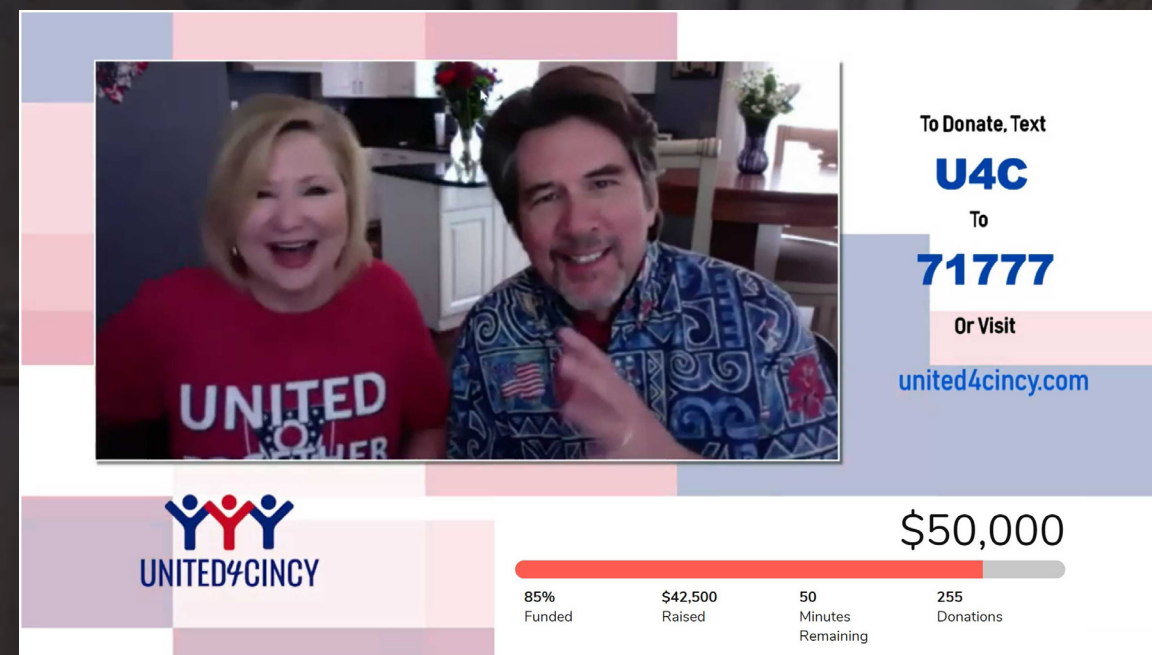 To Donate, Text
U4C
To
71777
Or Visit
united4cincy.com
UNITED
TOGETHER
UNITED4CINCY
$50,000
85%
Funded
$42,500
Raised
50
Minutes
Remaining
255
Donations